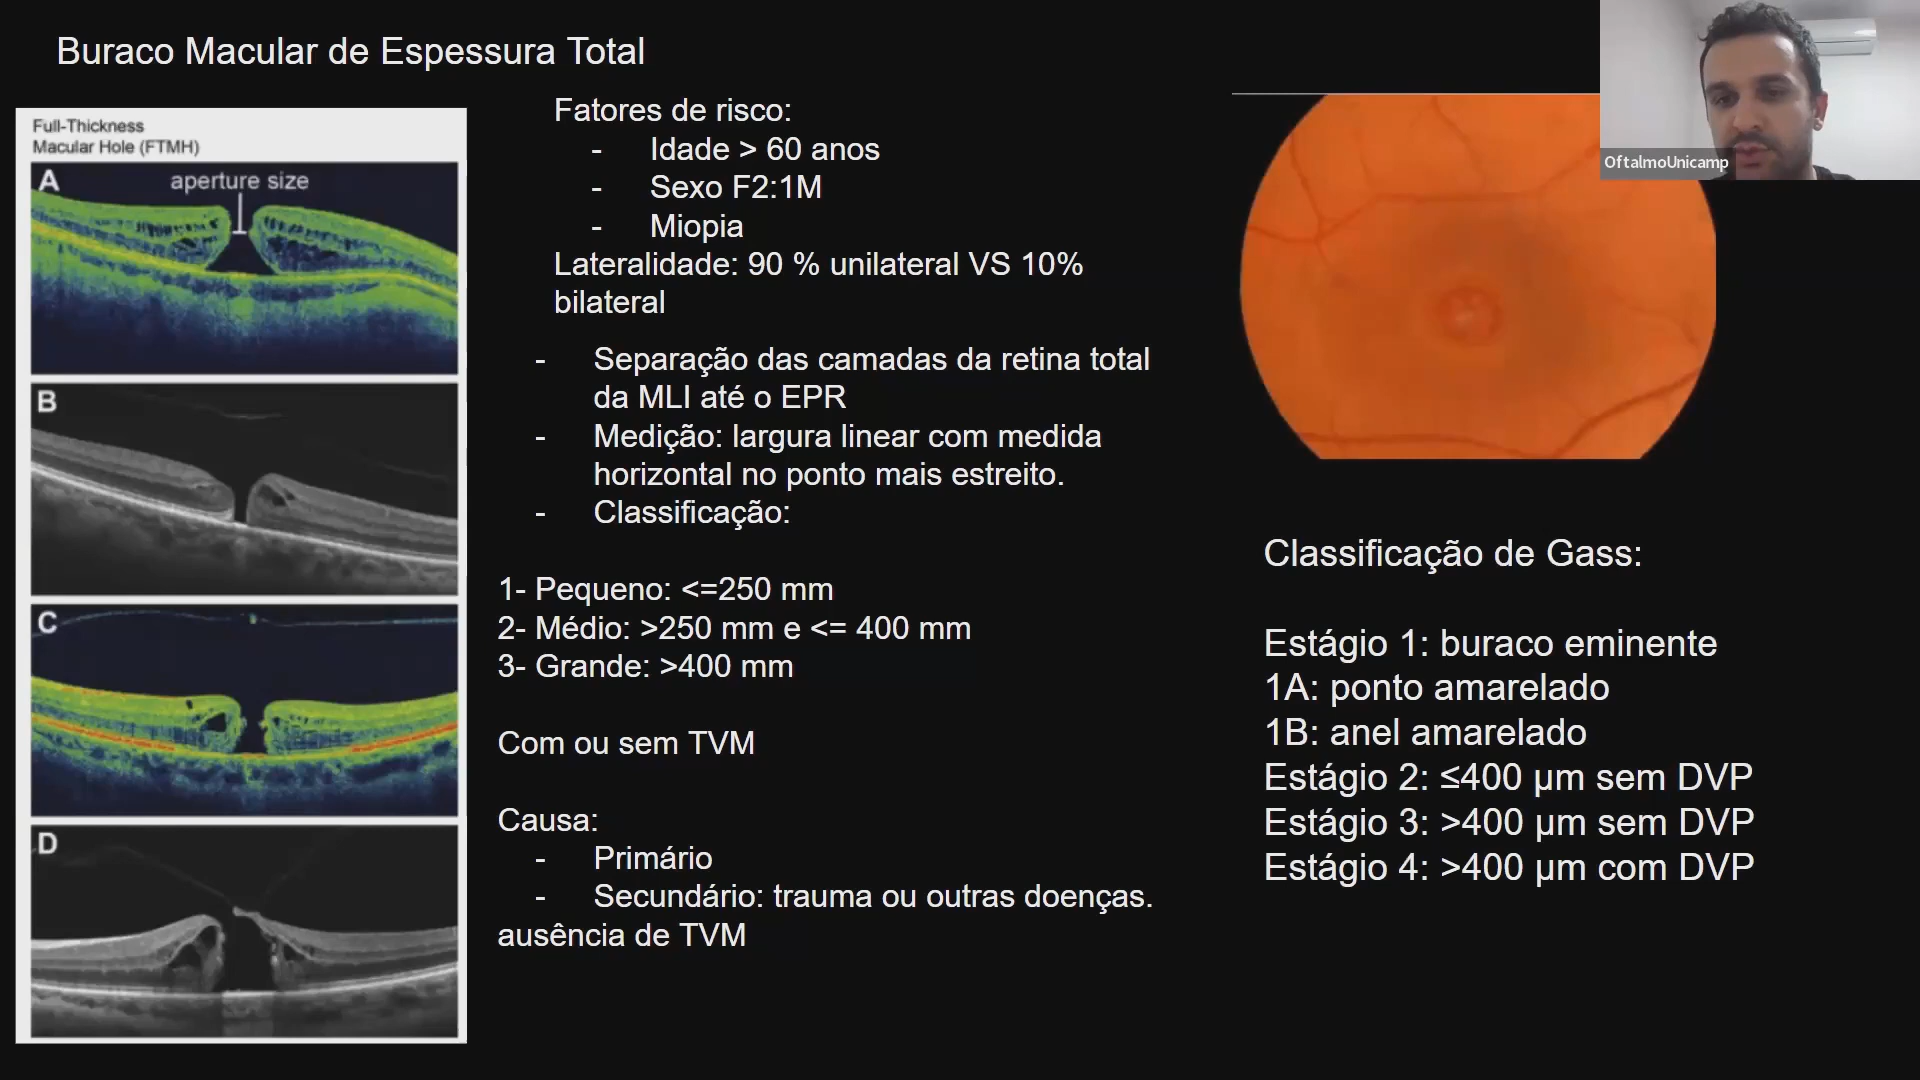 Buraco Macular de Espessura Total
Full-Thickness
Macular Hole (FTMH)
A
aperture size
B
C
D
Fatores de risco:
- Idade > 60 anos
- Sexo F2:1M
- Miopia
Lateralidade: 90 % unilateral VS 10%
bilateral
- Separação das camadas da retina total
da MLI até o EPR
- Medição: largura linear com medida
horizontal no ponto mais estreito.
- Classificação:
1- Pequeno: <=250 mm
2- Médio: >250 mm e <= 400 mm
3- Grande: >400 mm
Com ou sem TVM
Causa:
- Primário
- Secundário: trauma ou outras doenças.
ausência de TVM
OftalmoUnicamp
Classificação de Gass:
Estágio 1: buraco eminente
1A: ponto amarelado
1B: anel amarelado
Estágio 2: ≤400 μm sem DVP
Estágio 3: >400 μm sem DVP
Estágio 4: >400 μm com DVP